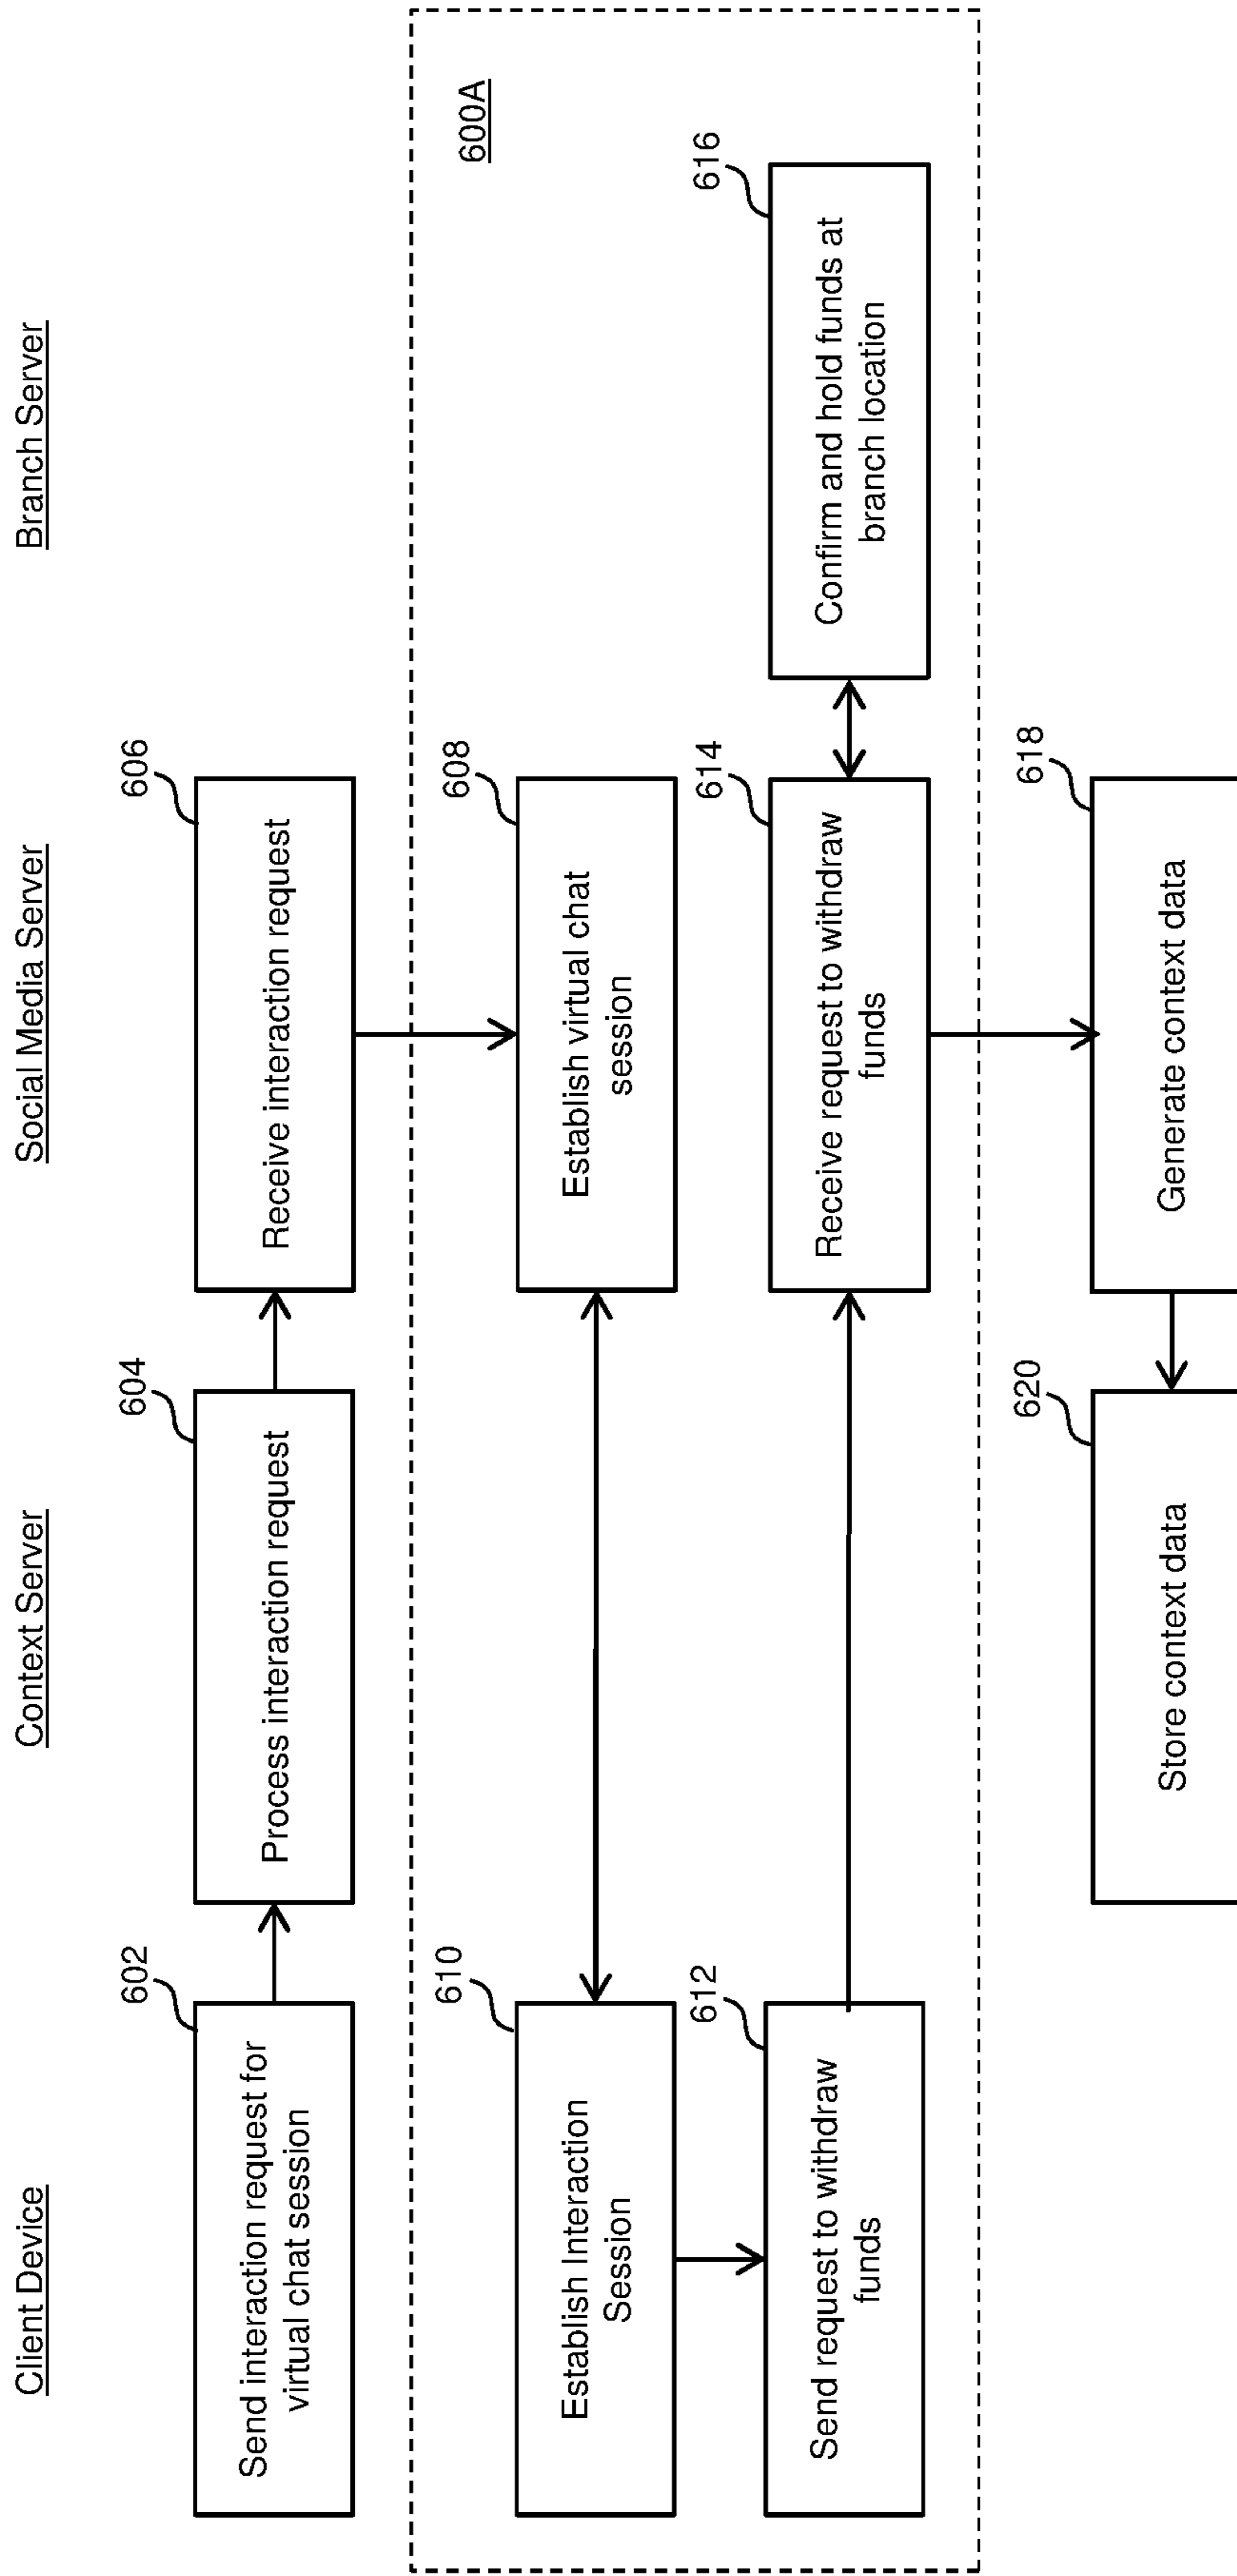 Client Device
Context Server
Social Media Server
Branch Server
602
Send interaction request for
virtual chat session
604
Process interaction request
606
Receive interaction request
600A
610
Establish Interaction
Session
608
Establish virtual chat
session
612
Send request to withdraw
funds
614
Receive request to withdraw
funds
616
Confirm and hold funds at
branch location
620
Store context data
618
Generate context data